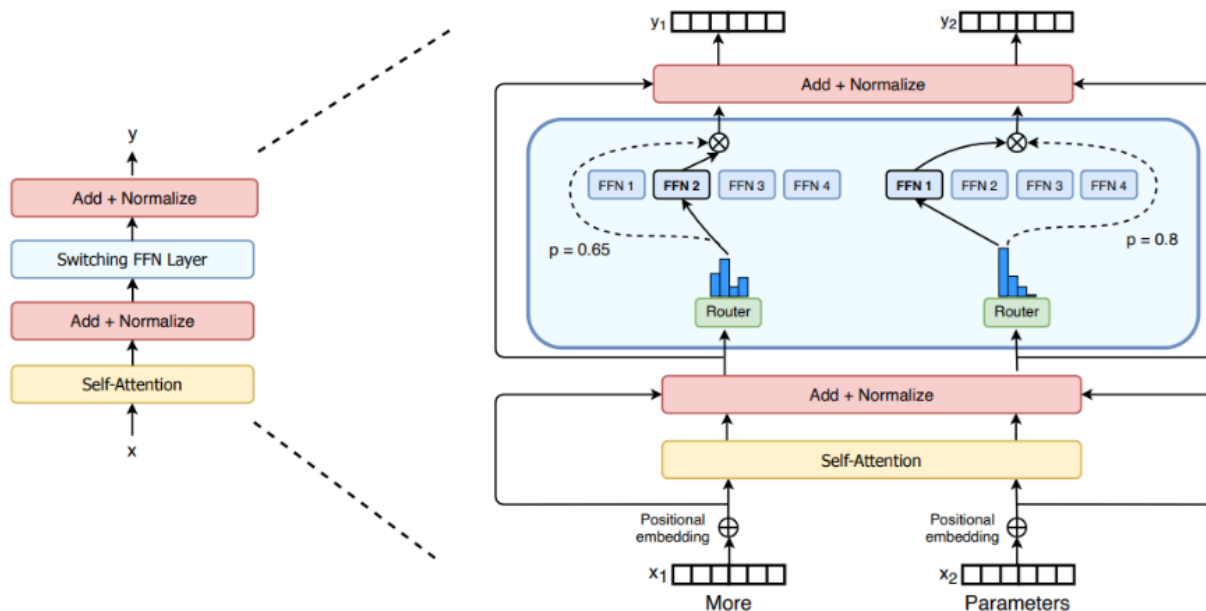 y
Add + Normalize
Switching FFN Layer
Add + Normalize
Self-Attention
x
y1
y2
Add + Normalize
FFN 1 FFN 2 FFN 3 FFN 4
FFN 1 FFN 2 FFN 3 FFN 4
p = 0.65
p = 0.8
Router
Router
Add + Normalize
Self-Attention
Positional
embedding
Positional
embedding
x1
x2
More
Parameters